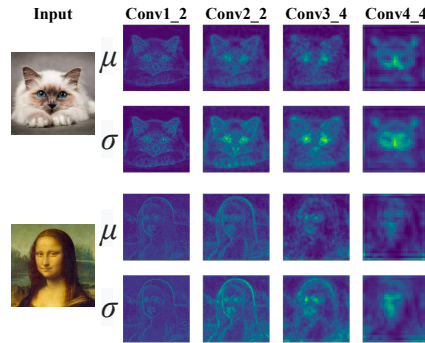 Input Conv1_2 Conv2_2 Conv3_4 Conv4_4
μ
σ
μ
σ